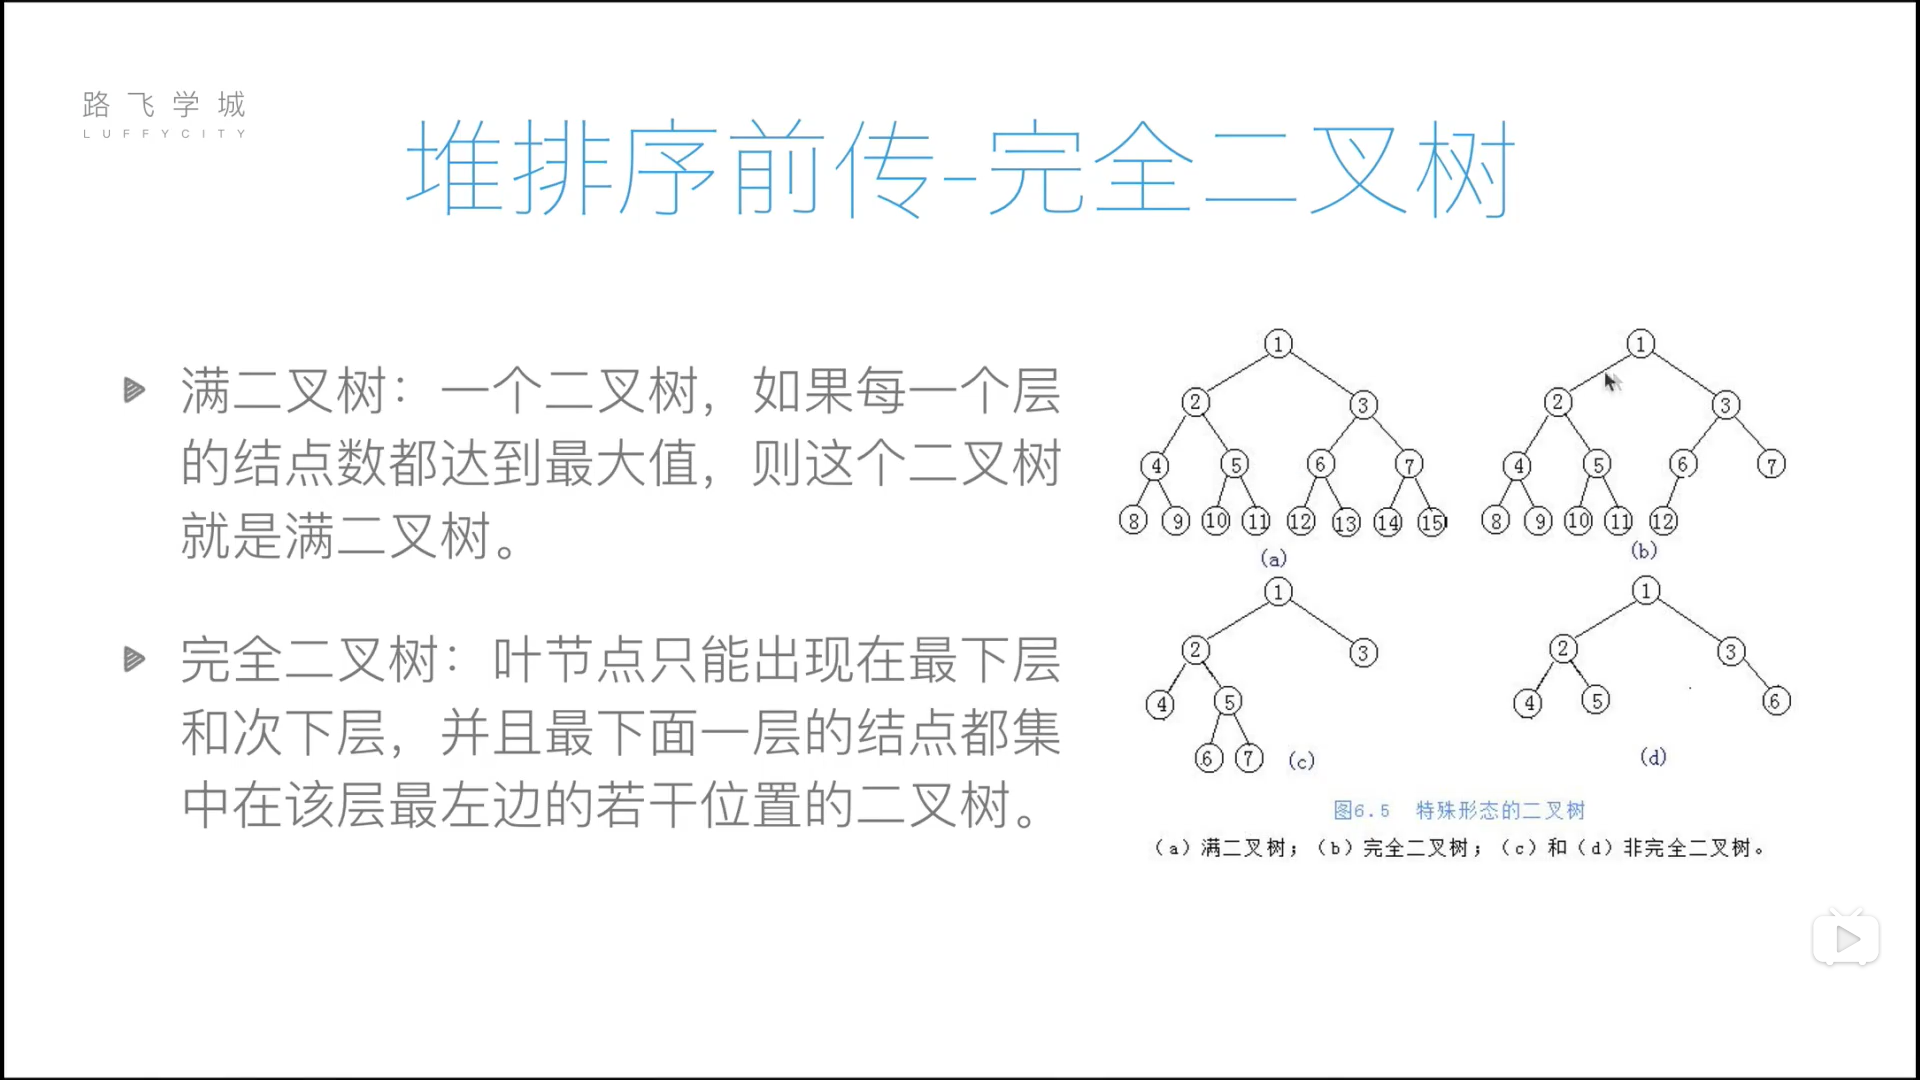 路飞学城
LUFFYCITY
堆排序前传-完全二叉树
满二叉树：一个二叉树，如果每一个层
的结点数都达到最大值，则这个二叉树
就是满二叉树。
完全二叉树：叶节点只能出现在最下层
和次下层，并且最下面一层的结点都集
中在该层最左边的若干位置的二叉树。
1
2 3
4 5 6 7
8 9 10 11 12 13 14 15
(a)
1
2 3
4 5 6 7
8 9 10 11 12
(b)
1
2 3
4 5
6 7
(c)
1
2 3
4 5 6
(d)
图6.5 特殊形态的二叉树
（a）满二叉树；（b）完全二叉树；（c）和（d）非完全二叉树。